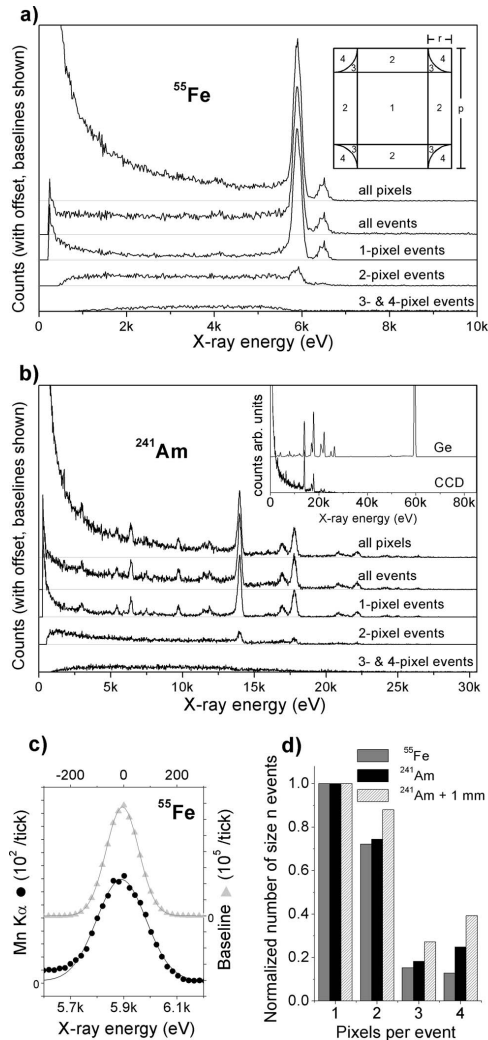 a)
Counts (with offset, baselines shown)
55Fe
r
4 2 4
3 3
2 1 2
p
3 3
4 2 4
all pixels
all events
1-pixel events
2-pixel events
3- & 4-pixel events
0 2k 4k 6k 8k 10k
X-ray energy (eV)
b)
Counts (with offset, baselines shown)
241Am
counts arb. units
Ge
CCD
0 20k 40k 60k 80k
X-ray energy (eV)
all pixels
all events
1-pixel events
2-pixel events
3- & 4-pixel events
0 5k 10k 15k 20k 25k 30k
X-ray energy (eV)
c)
-200 0 200
55Fe
Mn Kα ● (10² /tick)
Baseline ▲ (10⁵ /tick)
0
0
5.7k 5.9k 6.1k
X-ray energy (eV)
d)
55Fe
241Am
241Am + 1 mm
Normalized number of size n events
1.0
0.8
0.6
0.4
0.2
0.0
1 2 3 4
Pixels per event